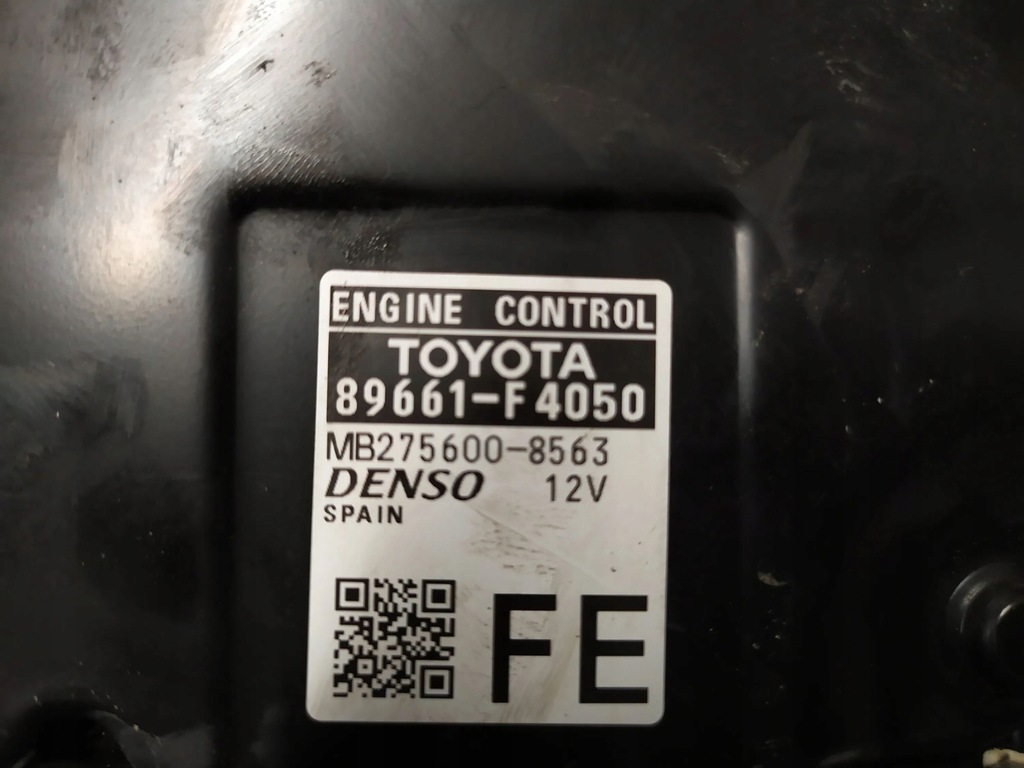 ENGINE CONTROL
TOYOTA
89661-F4050
MB275600-8563
DENSO 12V
SPAIN
FE